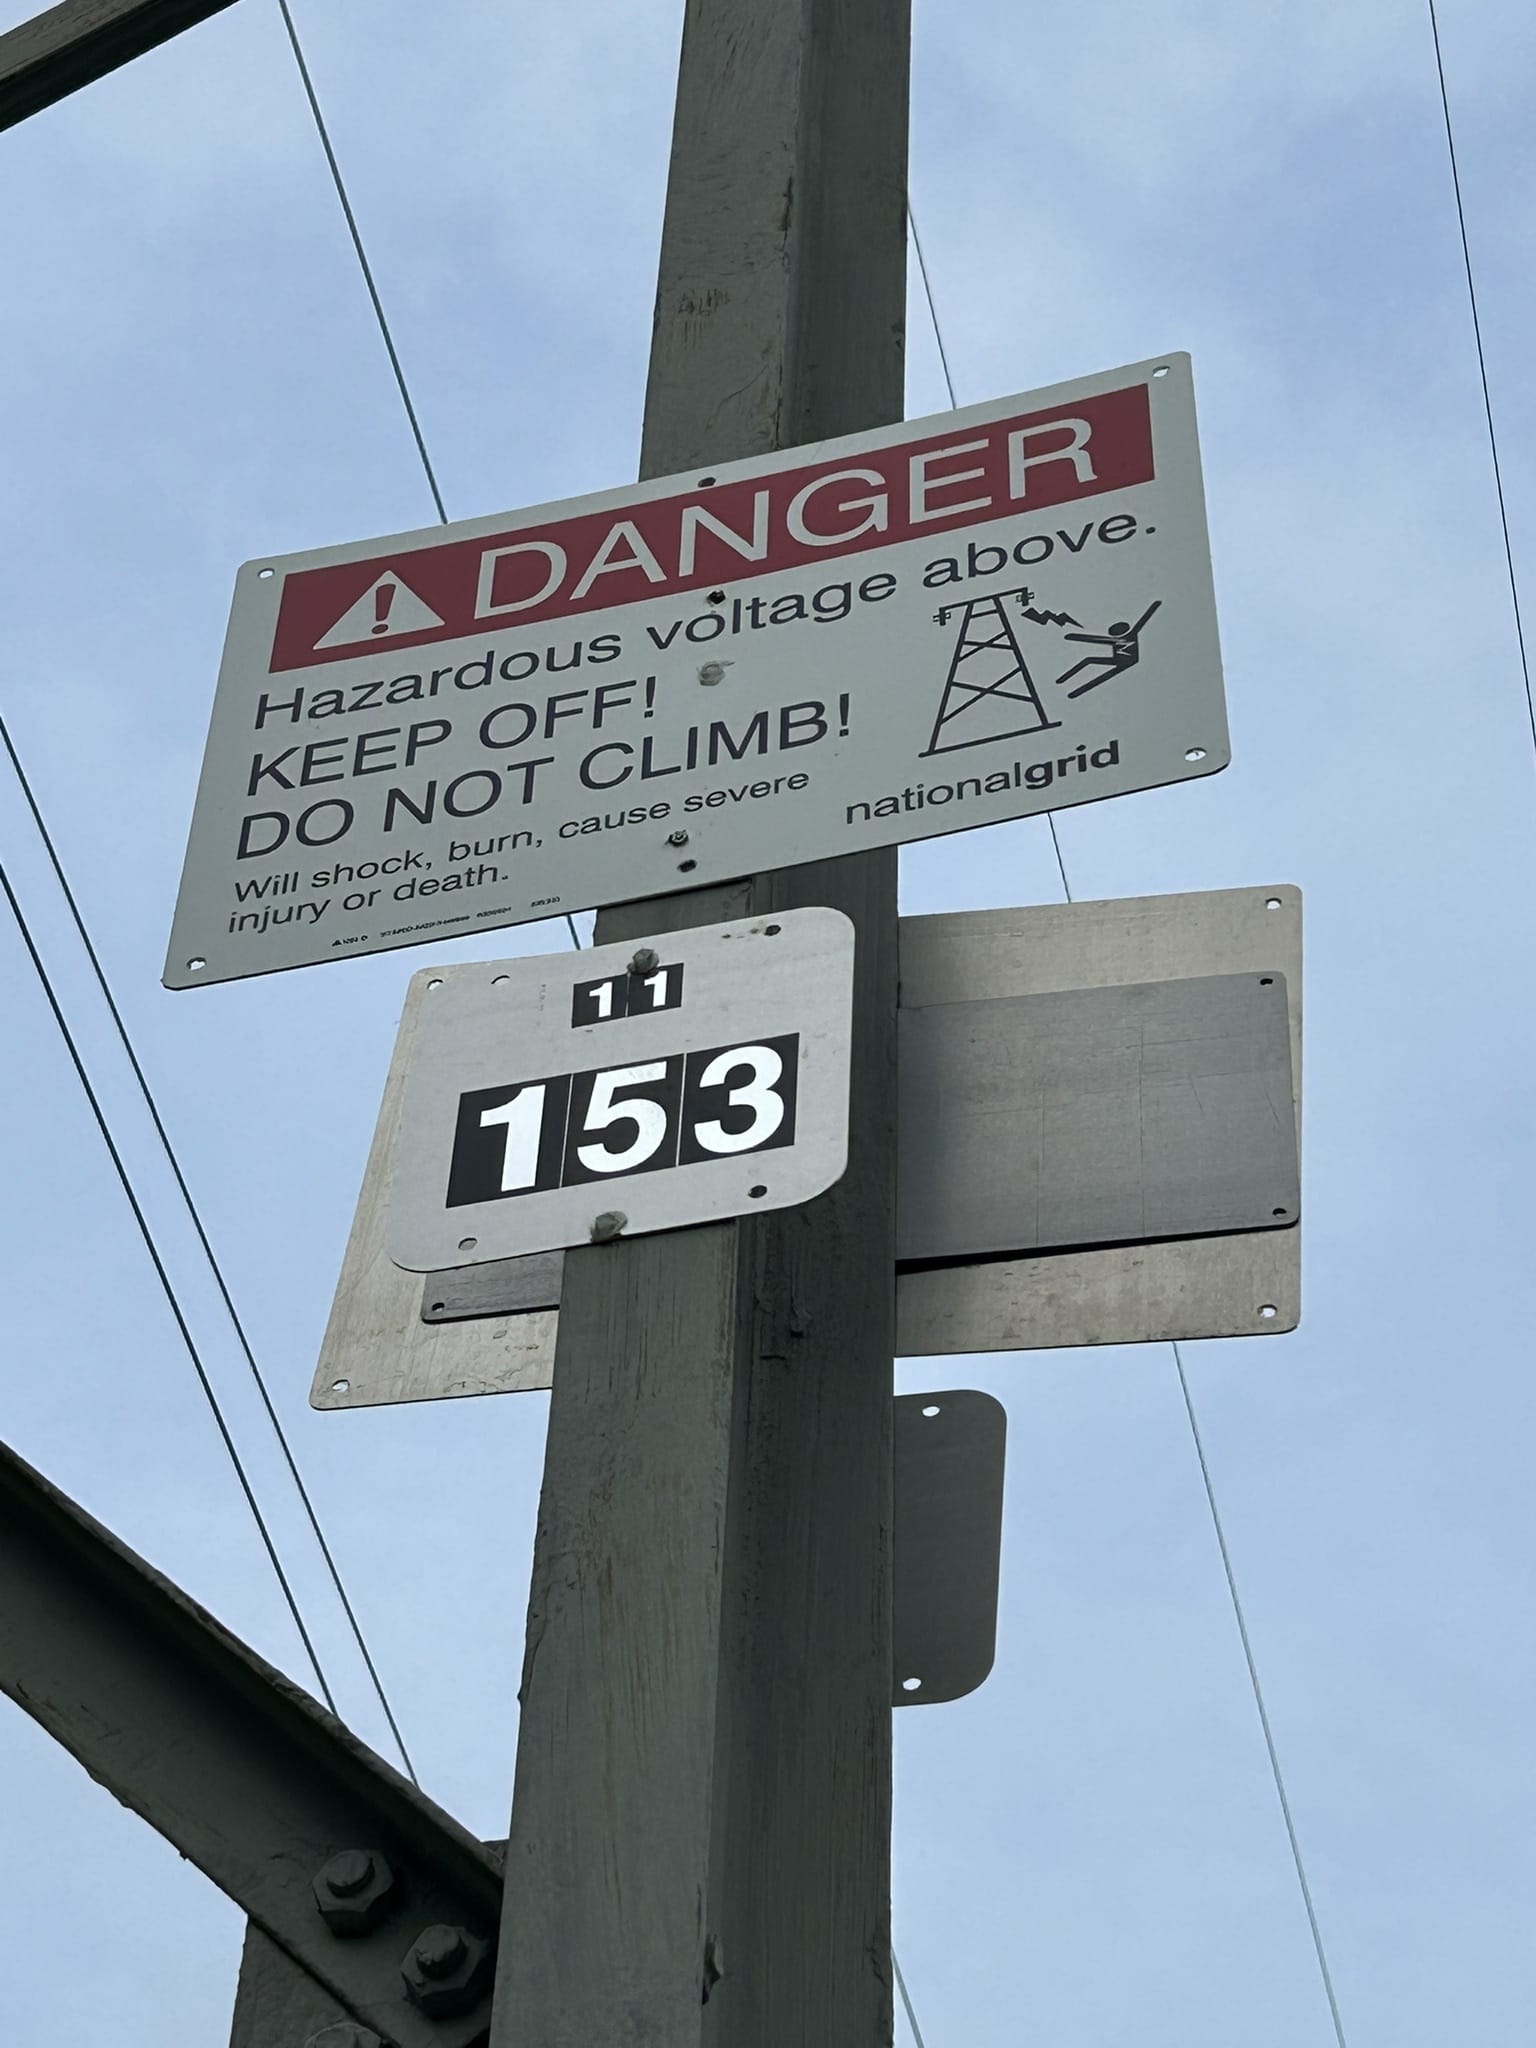 DANGER
Hazardous voltage above.
KEEP OFF!
DO NOT CLIMB!
Will shock, burn, cause severe
injury or death.
nationalgrid
11
153